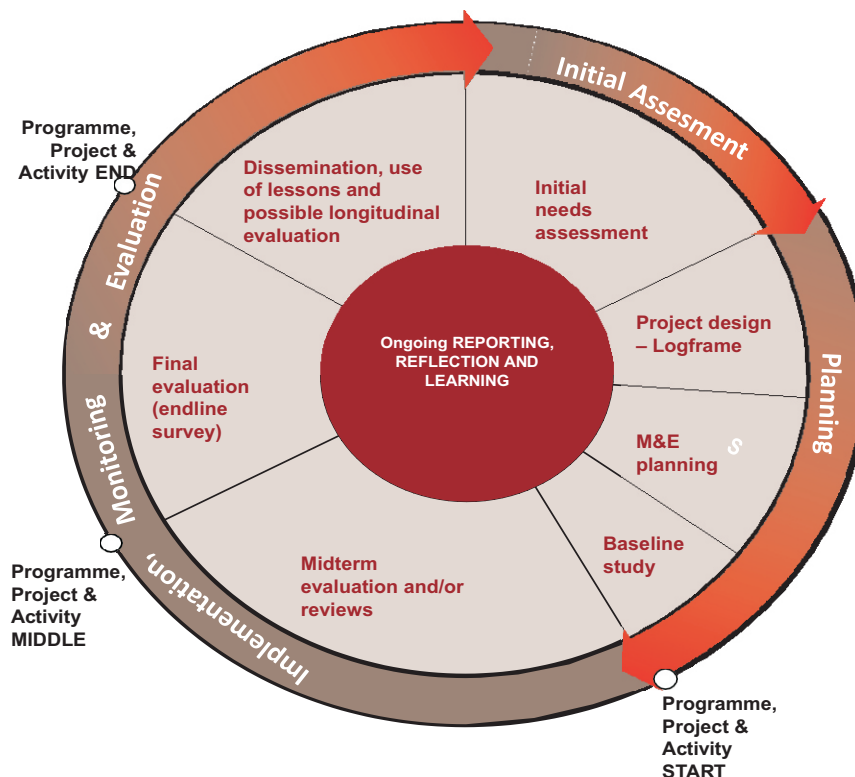 Initial Assesment
Programme,
Project &
Activity END
Dissemination, use
of lessons and
possible longitudinal
evaluation
Initial
needs
assessment
Ongoing REPORTING,
REFLECTION AND
LEARNING
Project design
– Logframe
Planning
M&E
planning
S
Baseline
study
Final
evaluation
(endline
survey)
Midterm
evaluation and/or
reviews
Implementation, Monitoring & Evaluation
Programme,
Project &
Activity
MIDDLE
Programme,
Project &
Activity
START